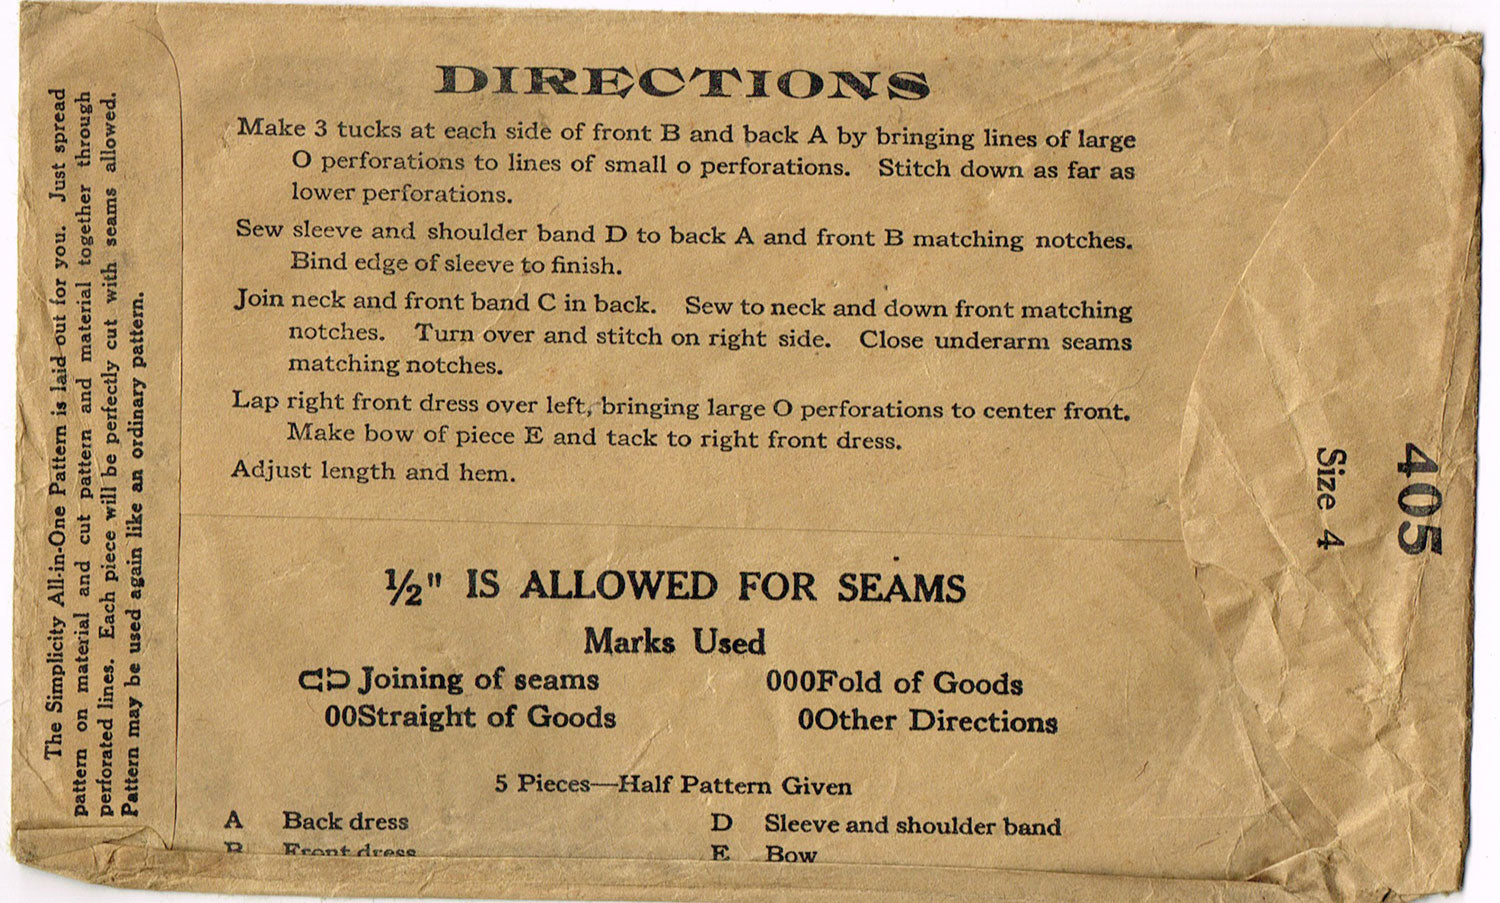 The Simplicity All-in-One Pattern is laid out for you. Just spread
pattern on material and cut pattern and material together through
perforated lines. Each piece will be perfectly cut with seams allowed.
Pattern may be used again like an ordinary pattern.
DIRECTIONS
Make 3 tucks at each side of front B and back A by bringing lines of large
O perforations to lines of small o perforations. Stitch down as far as
lower perforations.
Sew sleeve and shoulder band D to back A and front B matching notches.
Bind edge of sleeve to finish.
Join neck and front band C in back. Sew to neck and down front matching
notches. Turn over and stitch on right side. Close underarm seams
matching notches.
Lap right front dress over left, bringing large O perforations to center front.
Make bow of piece E and tack to right front dress.
Adjust length and hem.
½" IS ALLOWED FOR SEAMS
Marks Used
⊏⊐ Joining of seams 000Fold of Goods
00Straight of Goods 0Other Directions
5 Pieces—Half Pattern Given
A Back dress D Sleeve and shoulder band
B Front dress E Bow
405
Size 4